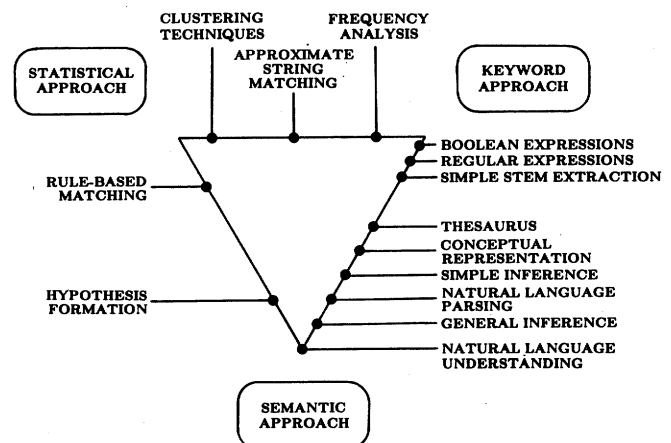 CLUSTERING
TECHNIQUES
FREQUENCY
ANALYSIS
APPROXIMATE
STRING
MATCHING
STATISTICAL
APPROACH
KEYWORD
APPROACH
BOOLEAN EXPRESSIONS
REGULAR EXPRESSIONS
SIMPLE STEM EXTRACTION
RULE-BASED
MATCHING
THESAURUS
CONCEPTUAL
REPRESENTATION
SIMPLE INFERENCE
HYPOTHESIS
FORMATION
NATURAL LANGUAGE
PARSING
GENERAL INFERENCE
NATURAL LANGUAGE
UNDERSTANDING
SEMANTIC
APPROACH